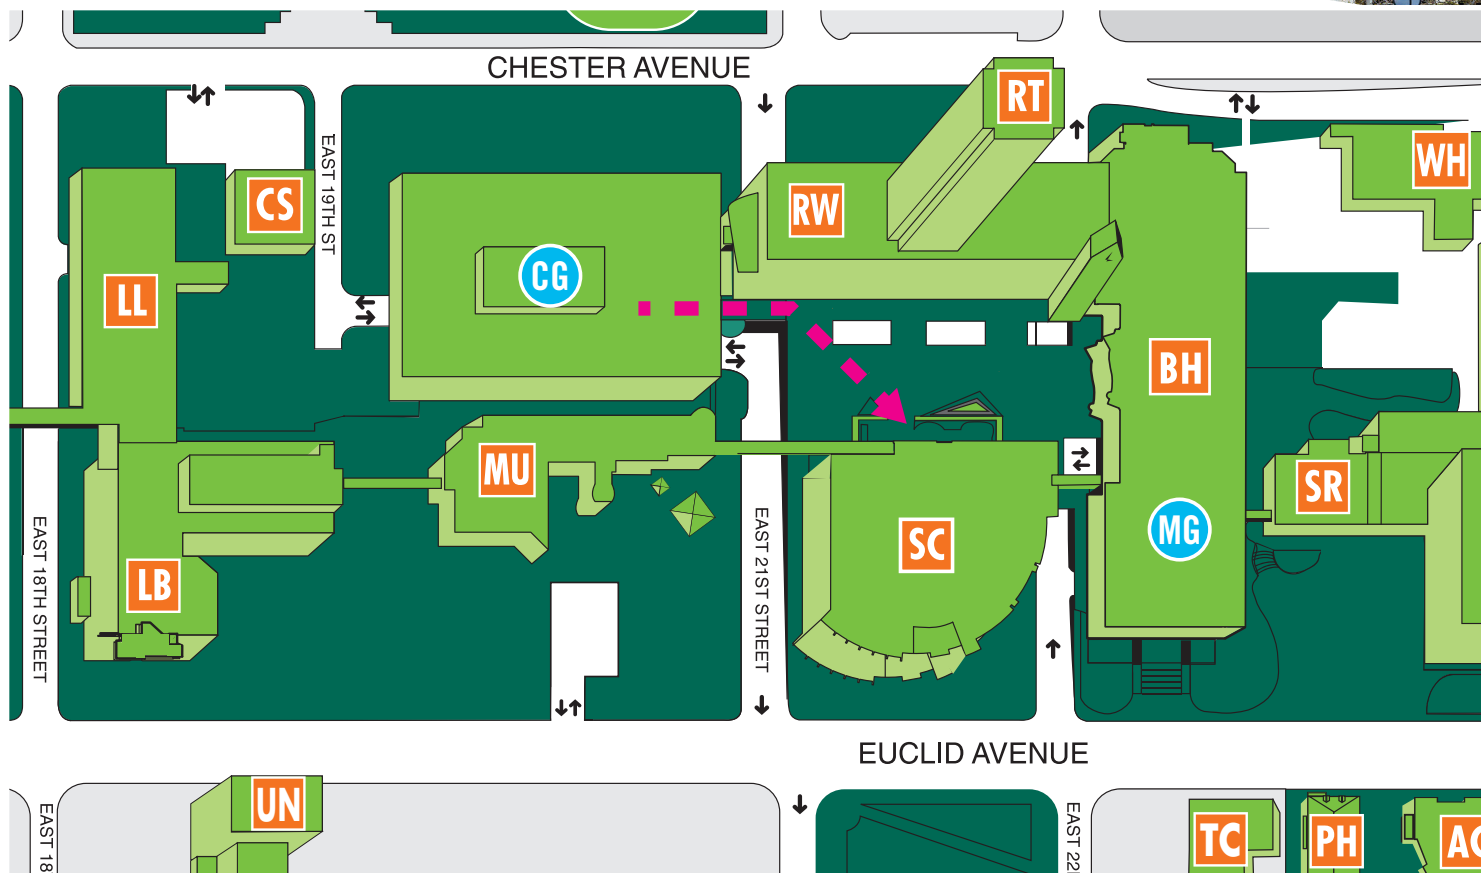 CHESTER AVENUE
RT
WH
CS
EAST 19TH ST
RW
CG
LL
BH
MU
SR
SC
MG
EAST 18TH STREET
EAST 21ST STREET
LB
EUCLID AVENUE
UN
EAST 18
EAST 22
TC
PH
AC